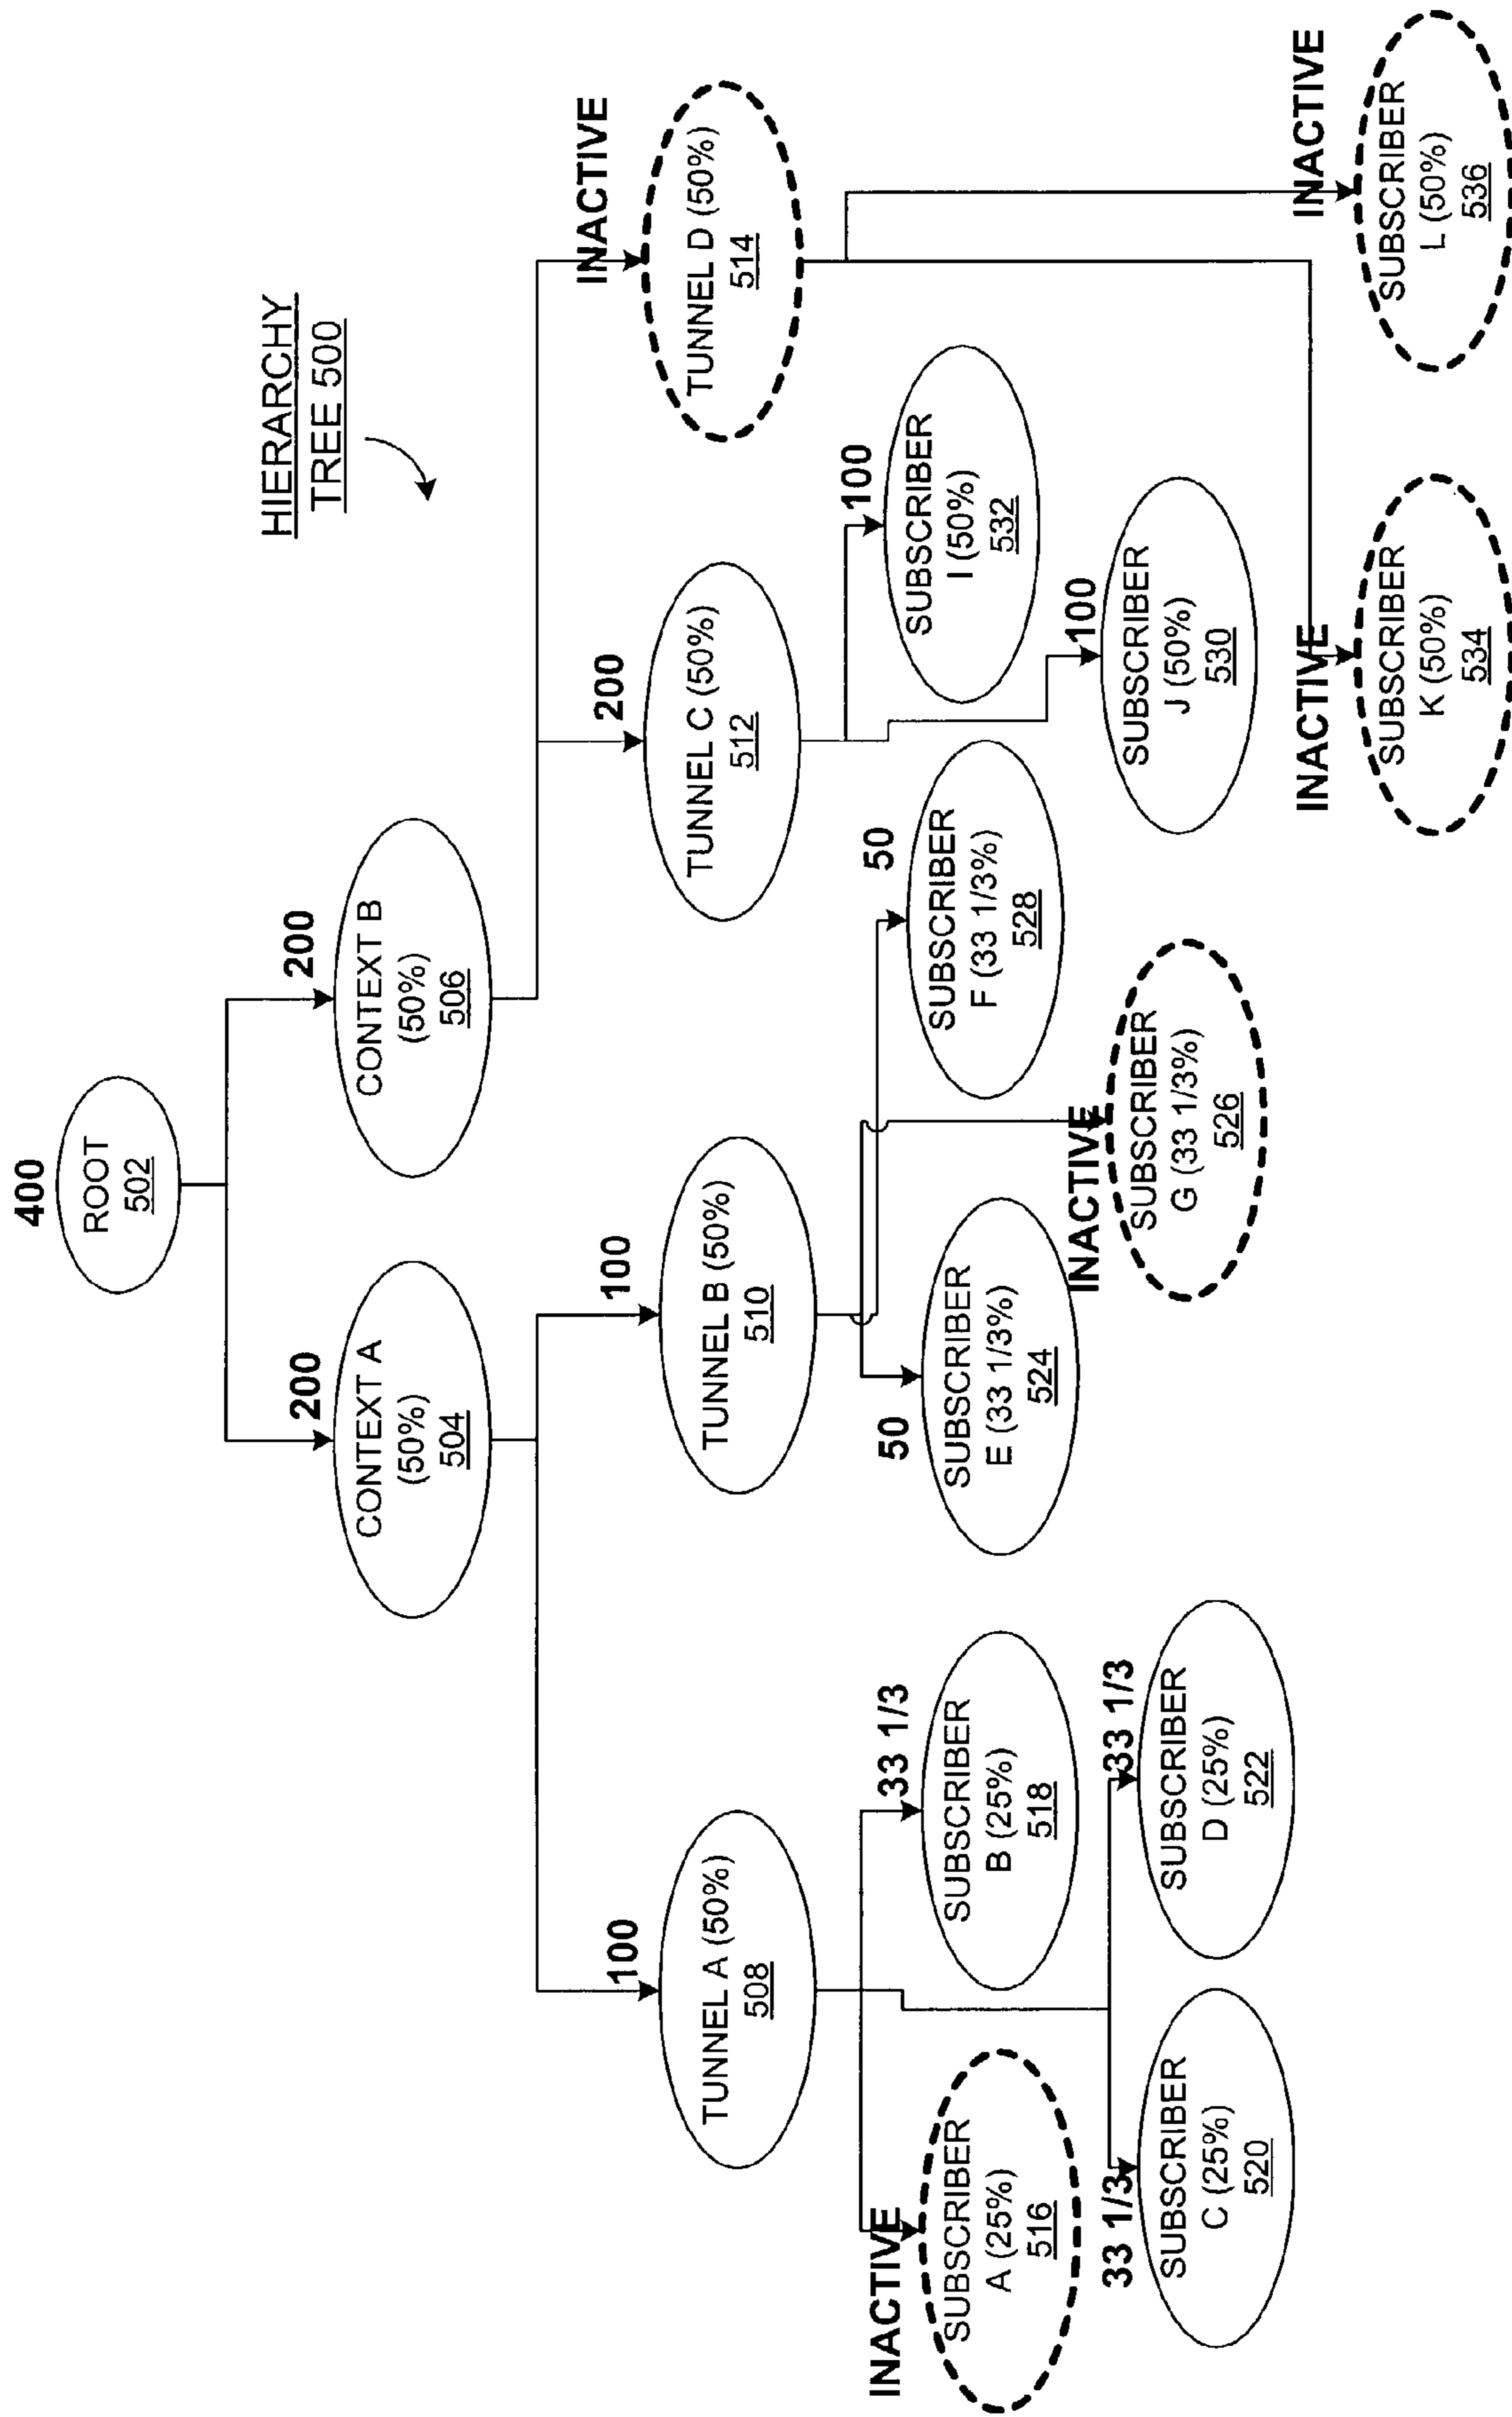 HIERARCHY
TREE 500
400
ROOT
502
200
CONTEXT A
(50%)
504
200
CONTEXT B
(50%)
506
100
TUNNEL A (50%)
508
100
TUNNEL B (50%)
510
200
TUNNEL C (50%)
512
INACTIVE
TUNNEL D (50%)
514
INACTIVE
SUBSCRIBER
A (25%)
516
33 1/3
SUBSCRIBER
B (25%)
518
33 1/3
SUBSCRIBER
C (25%)
520
33 1/3
SUBSCRIBER
D (25%)
522
50
SUBSCRIBER
E (33 1/3%)
524
INACTIVE
SUBSCRIBER
G (33 1/3%)
526
50
SUBSCRIBER
F (33 1/3%)
528
100
SUBSCRIBER
J (50%)
530
100
SUBSCRIBER
I (50%)
532
INACTIVE
SUBSCRIBER
K (50%)
534
INACTIVE
SUBSCRIBER
L (50%)
536